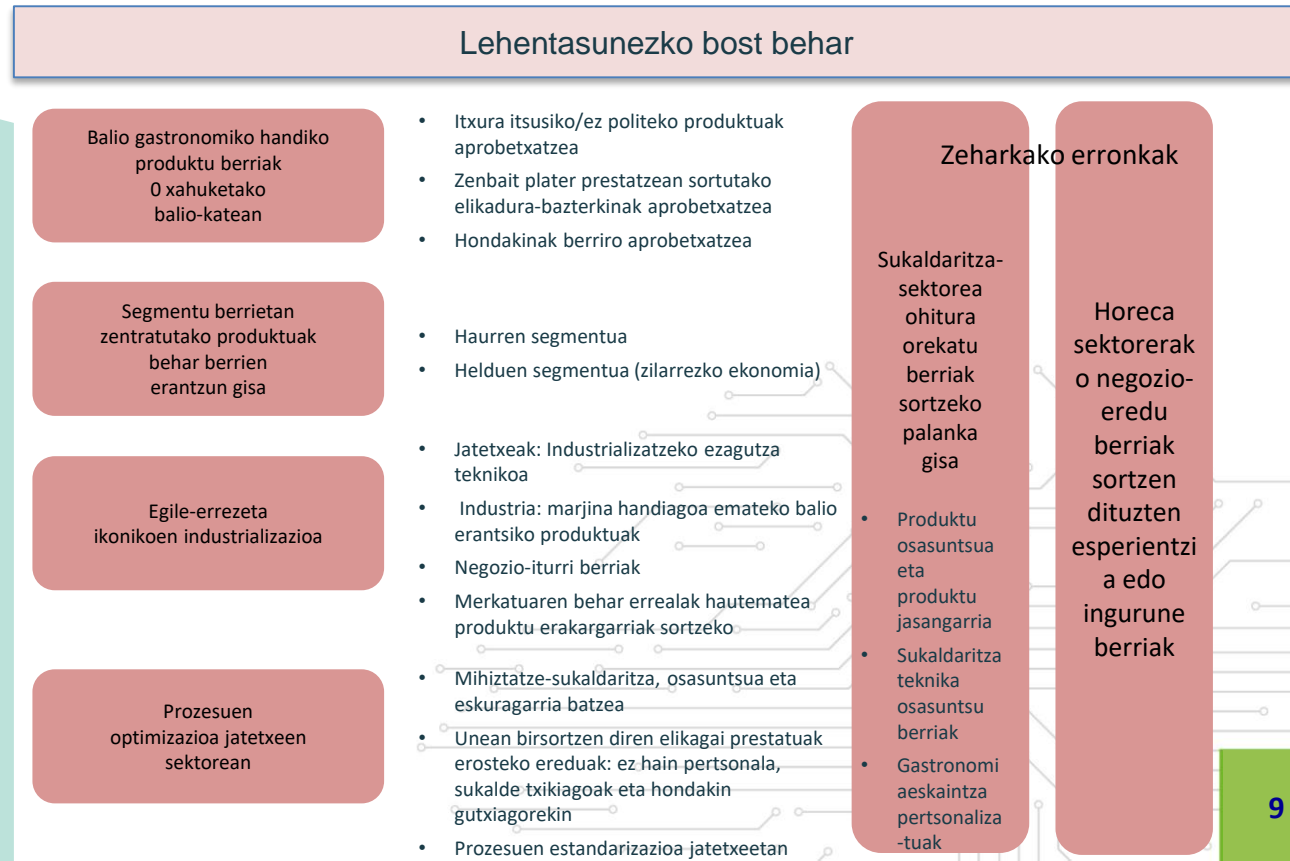 Lehentasunezko bost behar
Balio gastronomiko handiko
produktu berriak
0 xahuketako
balio-katean
• Itxura itsusiko/ez politeko produktuak
aprobetxatzea
• Zenbait plater prestatzean sortutako
elikadura-bazterkinak aprobetxatzea
• Hondakinak berriro aprobetxatzea
Segmentu berrietan
zentratutako produktuak
behar berrien
erantzun gisa
• Haurren segmentua
• Helduen segmentua (zilarrezko ekonomia)
Egile-errezeta
ikonikoen industrializazioa
• Jatetxeak: Industrializatzeko ezagutza
teknikoa
• Industria: marjina handiagoa emateko balio
erantsiko produktuak
• Negozio-iturri berriak
• Merkatuaren behar errealak hautematea
produktu erakargarriak sortzeko
Prozesuen
optimizazioa jatetxeen
sektorean
• Mihiztatze-sukaldaritza, osasuntsua eta
eskuragarria batzea
• Unean birsortzen diren elikagai prestatuak
erosteko ereduak: ez hain pertsonala,
sukalde txikiagoak eta hondakin
gutxiagorekin
• Prozesuen estandarizazioa jatetxeetan
Zeharkako erronkak
Sukaldaritza-
sektorea
ohitura
orekatu
berriak
sortzeko
palanka
gisa
• Produktu
osasuntsua
eta
produktu
jasangarria
• Sukaldaritza
teknika
osasuntsu
berriak
• Gastronomi
aeskaintza
pertsonaliza
-tuak
Horeca
sektorerak
o negozio-
eredu
berriak
sortzen
dituzten
esperientzi
a edo
ingurune
berriak
9